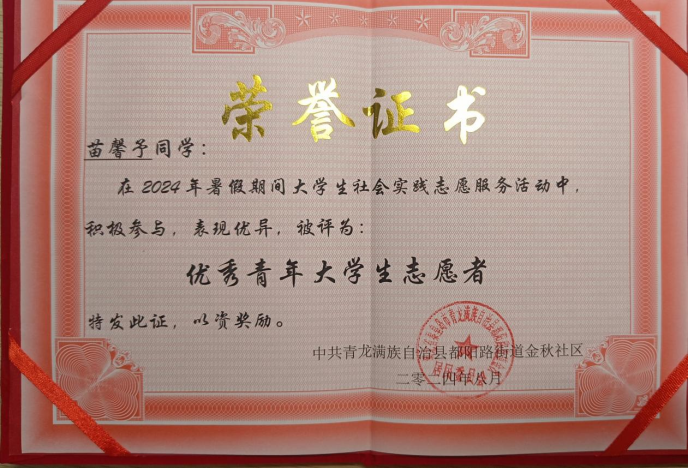 荣誉证书
苗馨予同学：
在2024年暑假期间大学生社会实践志愿服务活动中，
积极参与，表现优异，被评为：
优秀青年大学生志愿者
特发此证，以资奖励。
中共青龙满族自治县都阳路街道金秋社区
二零二四年八月